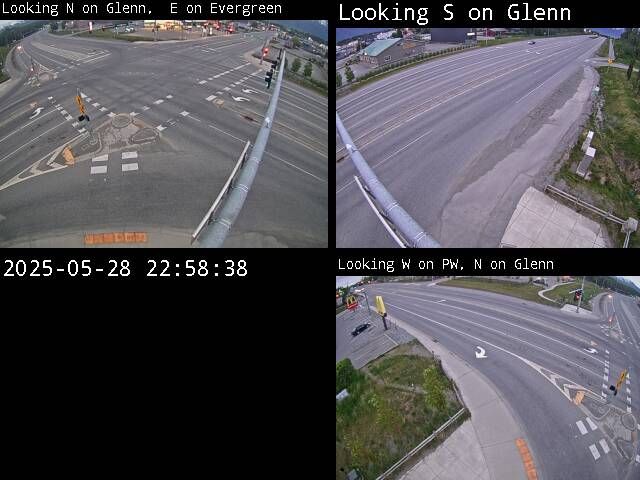 Looking N on Glenn, E on Evergreen
Looking S on Glenn
2025-05-28 22:58:38
Looking W on PW, N on Glenn